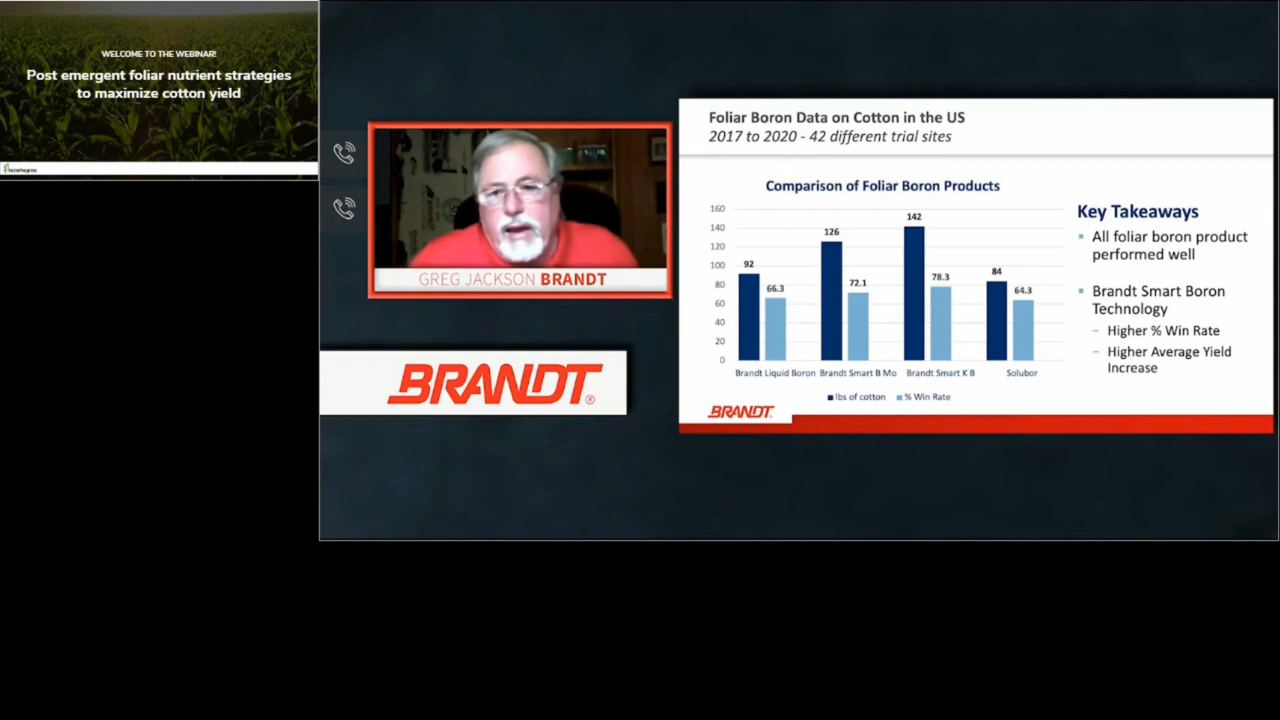 WELCOME TO THE WEBINAR!
Post emergent foliar nutrient strategies
to maximize cotton yield
GREG JACKSON BRANDT
BRANDT®
Foliar Boron Data on Cotton in the US
2017 to 2020 - 42 different trial sites
Comparison of Foliar Boron Products
160
140
120
100
80
60
40
20
0
92
66.3
126
72.1
142
78.3
84
64.3
Brandt Liquid Boron
Brandt Smart B Mo
Brandt Smart K B
Solubor
lbs of cotton
% Win Rate
Key Takeaways
All foliar boron product
performed well
Brandt Smart Boron
Technology
– Higher % Win Rate
– Higher Average Yield
Increase
BRANDT